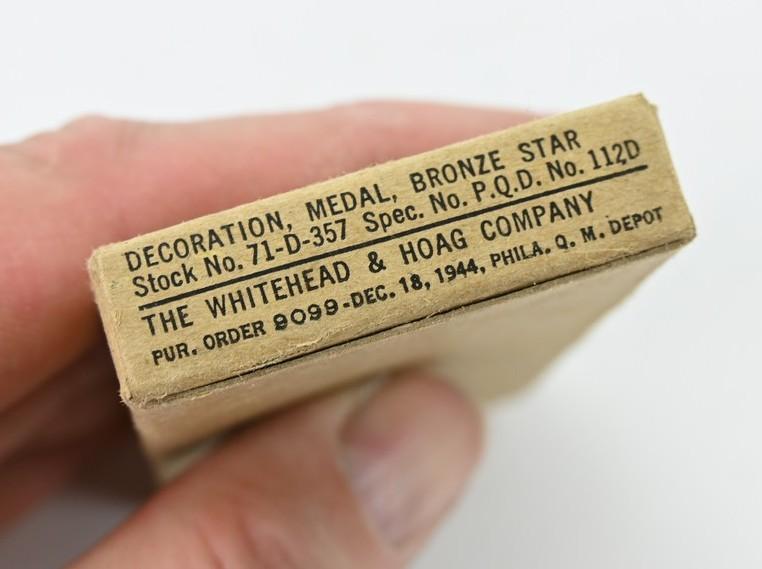 DECORATION, MEDAL, BRONZE STAR
Stock No. 71-D-357 Spec. No. P.Q.D. No. 112D
THE WHITEHEAD & HOAG COMPANY
PUR. ORDER 9099-DEC. 18, 1944, PHILA. Q. M. DEPOT